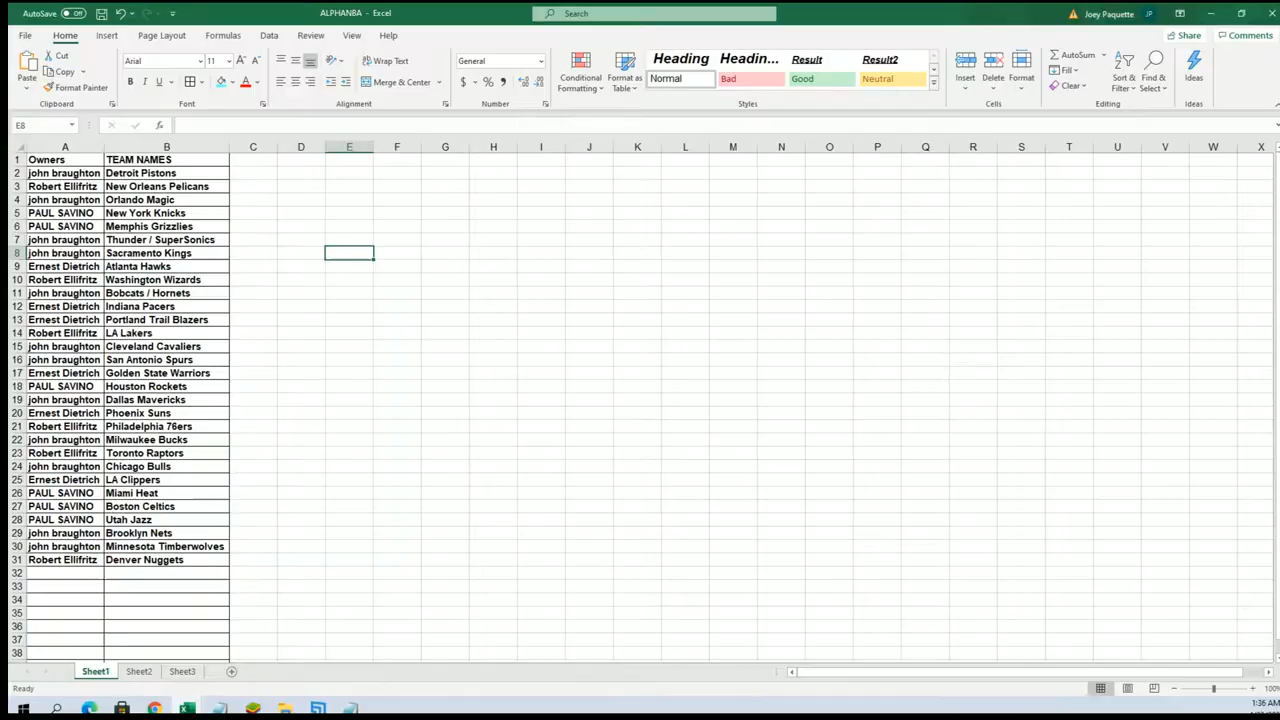 AutoSave Off ALPHANBA - Excel Search Joey Paquette JP
File Home Insert Page Layout Formulas Data Review View Help Share Comments
Cut Copy Format Painter Paste Clipboard
Arial 11 A A B I U A Font
ab Wrap Text Merge & Center Alignment
General $ % 9 Number
Conditional Formatting Format as Table
Heading Headin... Result Result2
Normal Bad Good Neutral
Styles
Insert Delete Format Cells
AutoSum Fill Clear Sort & Filter Find & Select Editing
Ideas Ideas
E8 fx
A B C D E F G H I J K L M N O P Q R S T U V W X
1 Owners TEAM NAMES
2 john braughton Detroit Pistons
3 Robert Ellifritz New Orleans Pelicans
4 john braughton Orlando Magic
5 PAUL SAVINO New York Knicks
6 PAUL SAVINO Memphis Grizzlies
7 john braughton Thunder / SuperSonics
8 john braughton Sacramento Kings
9 Ernest Dietrich Atlanta Hawks
10 Robert Ellifritz Washington Wizards
11 john braughton Bobcats / Hornets
12 Ernest Dietrich Indiana Pacers
13 Ernest Dietrich Portland Trail Blazers
14 Robert Ellifritz LA Lakers
15 john braughton Cleveland Cavaliers
16 john braughton San Antonio Spurs
17 Ernest Dietrich Golden State Warriors
18 PAUL SAVINO Houston Rockets
19 john braughton Dallas Mavericks
20 Ernest Dietrich Phoenix Suns
21 Robert Ellifritz Philadelphia 76ers
22 john braughton Milwaukee Bucks
23 Robert Ellifritz Toronto Raptors
24 john braughton Chicago Bulls
25 Ernest Dietrich LA Clippers
26 PAUL SAVINO Miami Heat
27 PAUL SAVINO Boston Celtics
28 PAUL SAVINO Utah Jazz
29 john braughton Brooklyn Nets
30 john braughton Minnesota Timberwolves
31 Robert Ellifritz Denver Nuggets
32
33
34
35
36
37
38
Sheet1 Sheet2 Sheet3
Ready 100%
1:36 AM